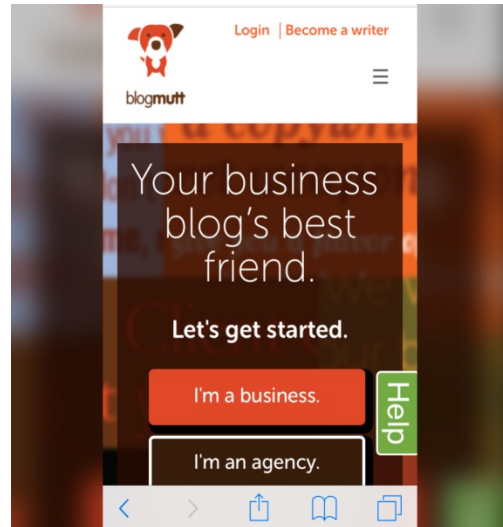 Login | Become a writer
blogmutt
Your business
blog's best
friend.
Let's get started.
I'm a business.
Help
I'm an agency.